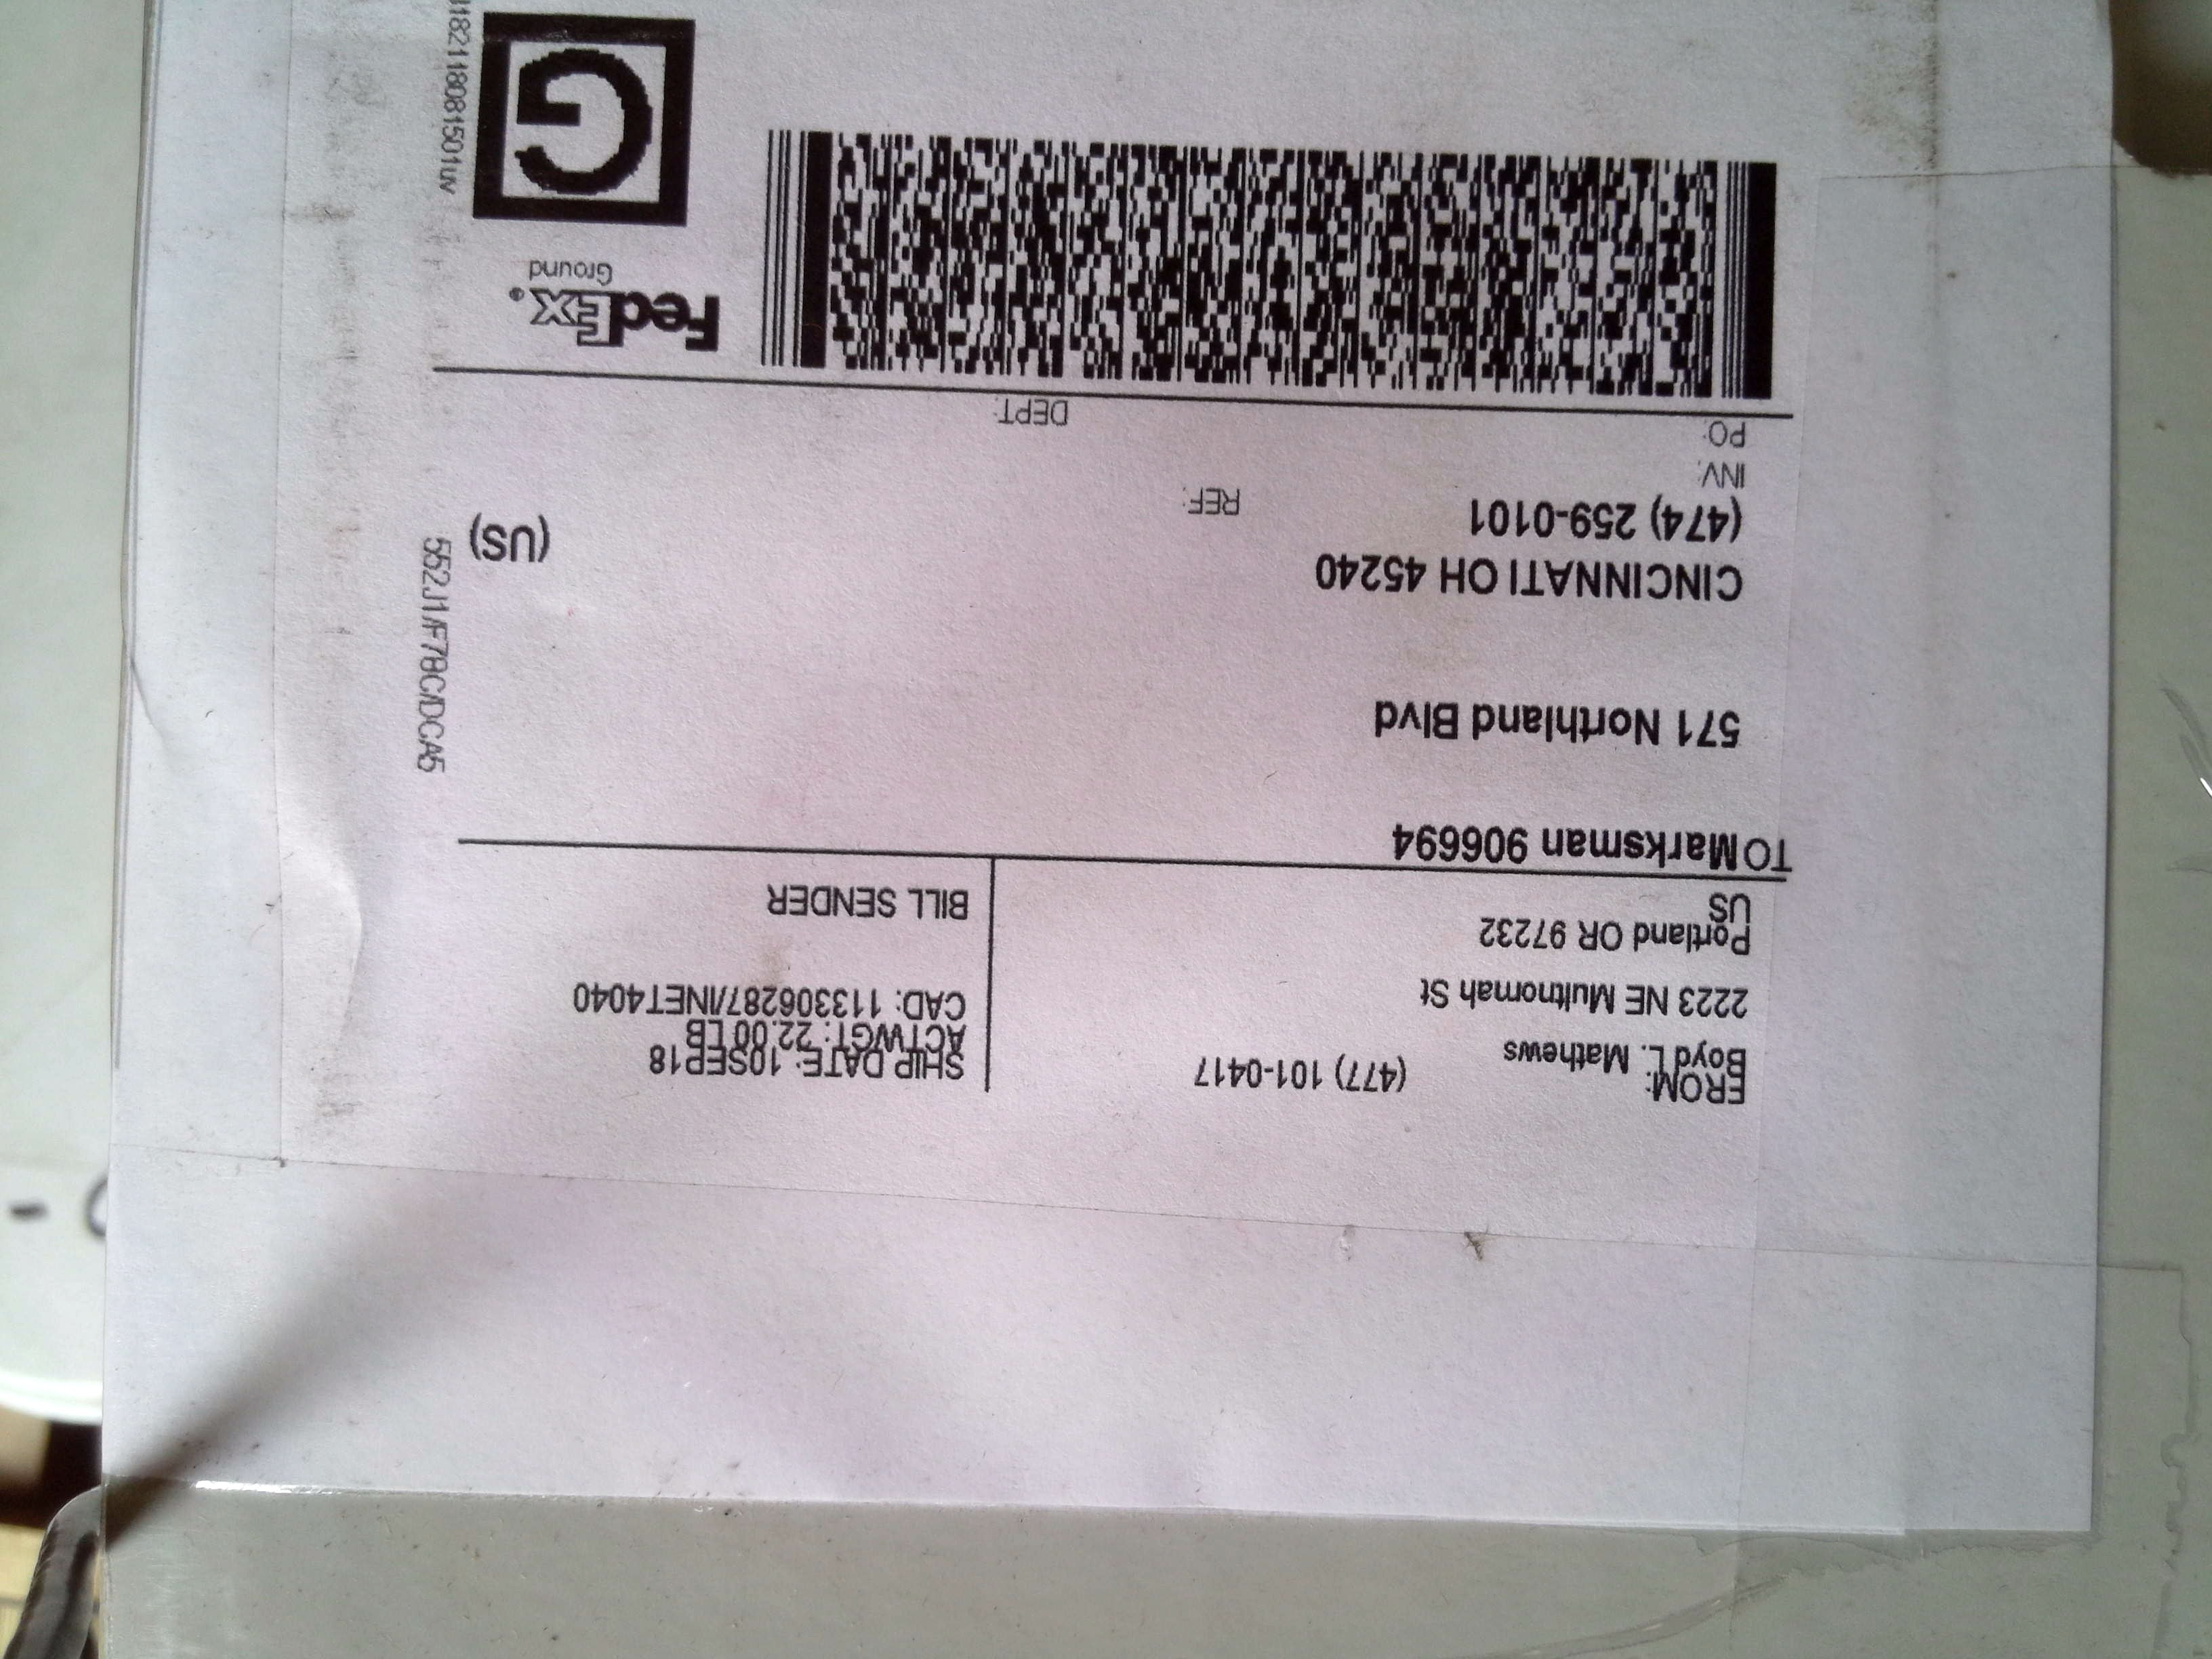 FROM: (477) 101-0417
Boyd L. Mathews
2223 NE Multnomah St
Portland OR 97232
US
SHIP DATE: 10SEP18
ACTWGT: 22.00 LB
CAD: 113306287/INET4040
BILL SENDER
TO Marksman 906694
571 Northland Blvd
CINCINNATI OH 45240
(US)
(474) 259-0101
REF:
INV:
PO:
DEPT:
552J1/F78C/DCA5
FedEx®
Ground
G